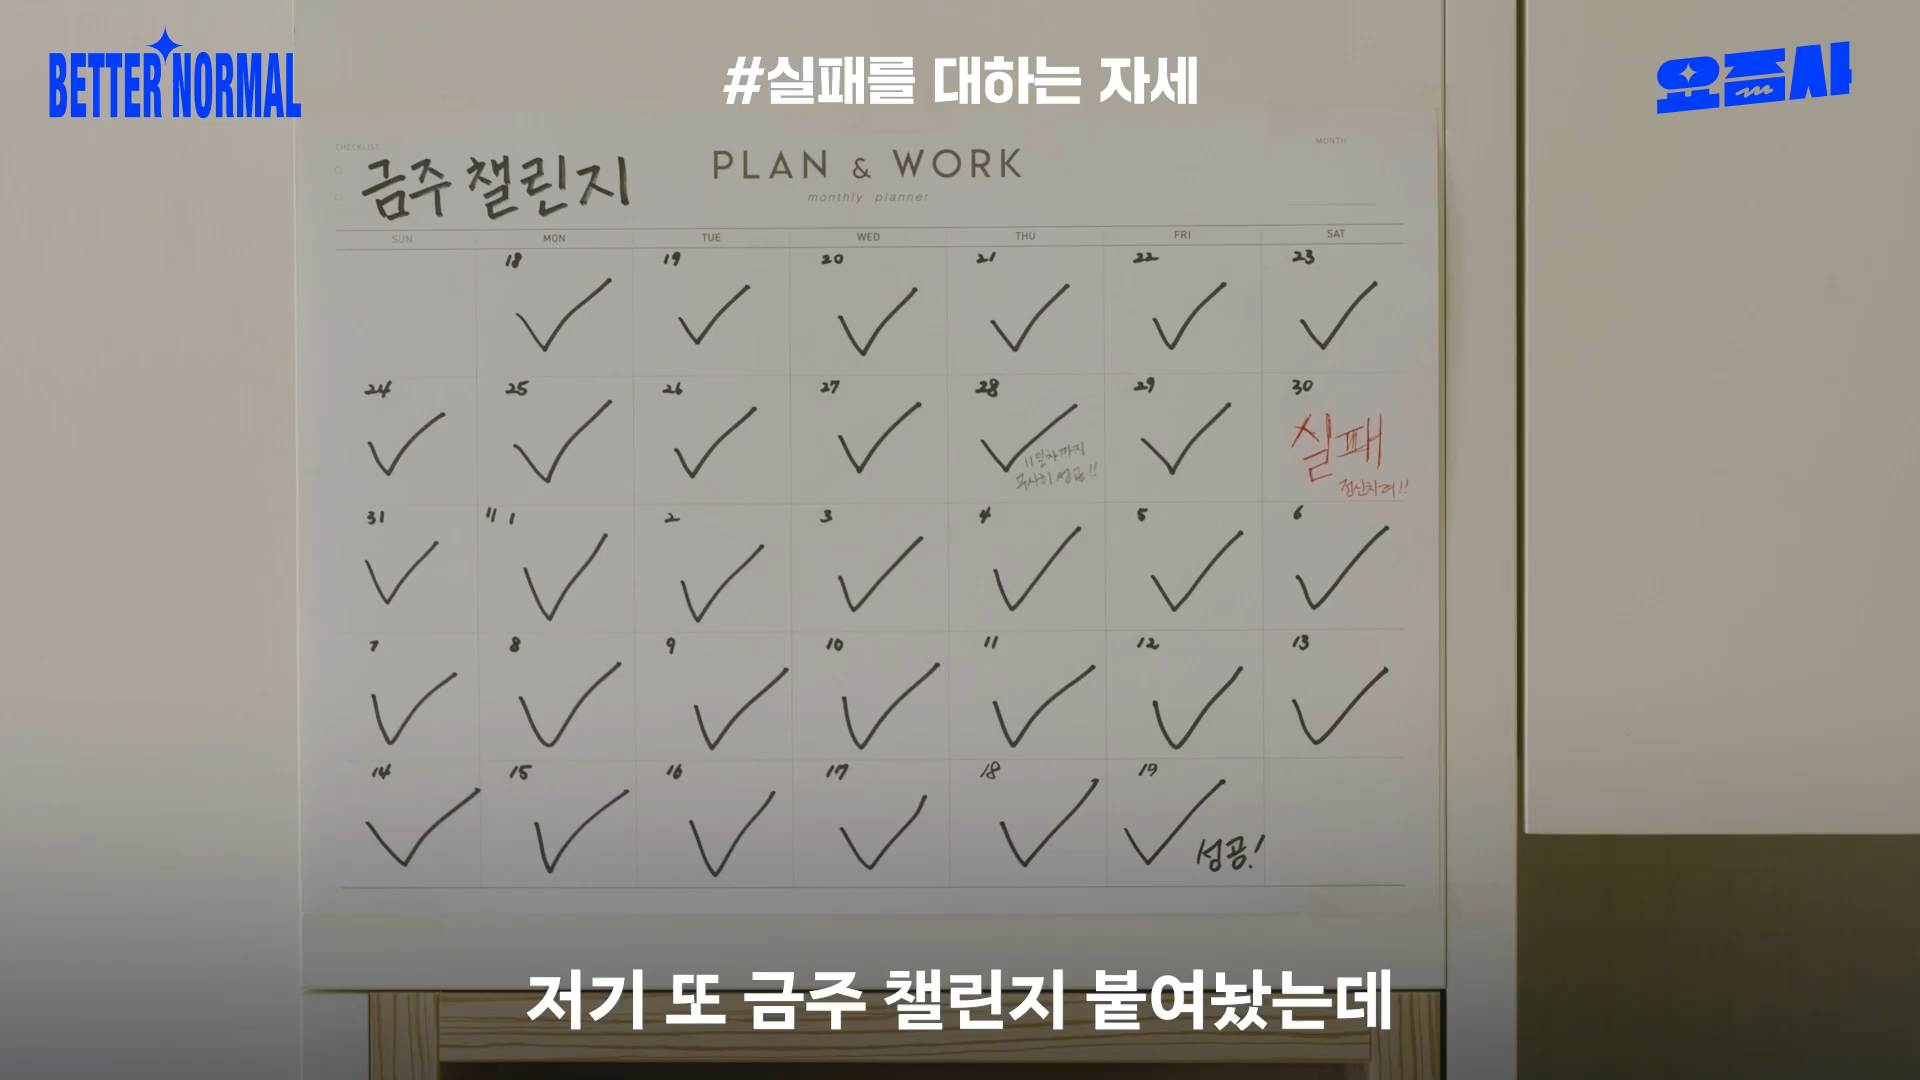 BETTER NORMAL
#실패를 대하는 자세
요즘사
CHECKLIST
금주 챌린지
PLAN & WORK
monthly planner
MONTH
SUN MON TUE WED THU FRI SAT
18 19 20 21 22 23
24 25 26 27 28 29 30
11일차까지
무사히 성공!!
실패
정신차려!!
31 11 1 2 3 4 5 6
7 8 9 10 11 12 13
14 15 16 17 18 19
성공!
저기 또 금주 챌린지 붙여놨는데